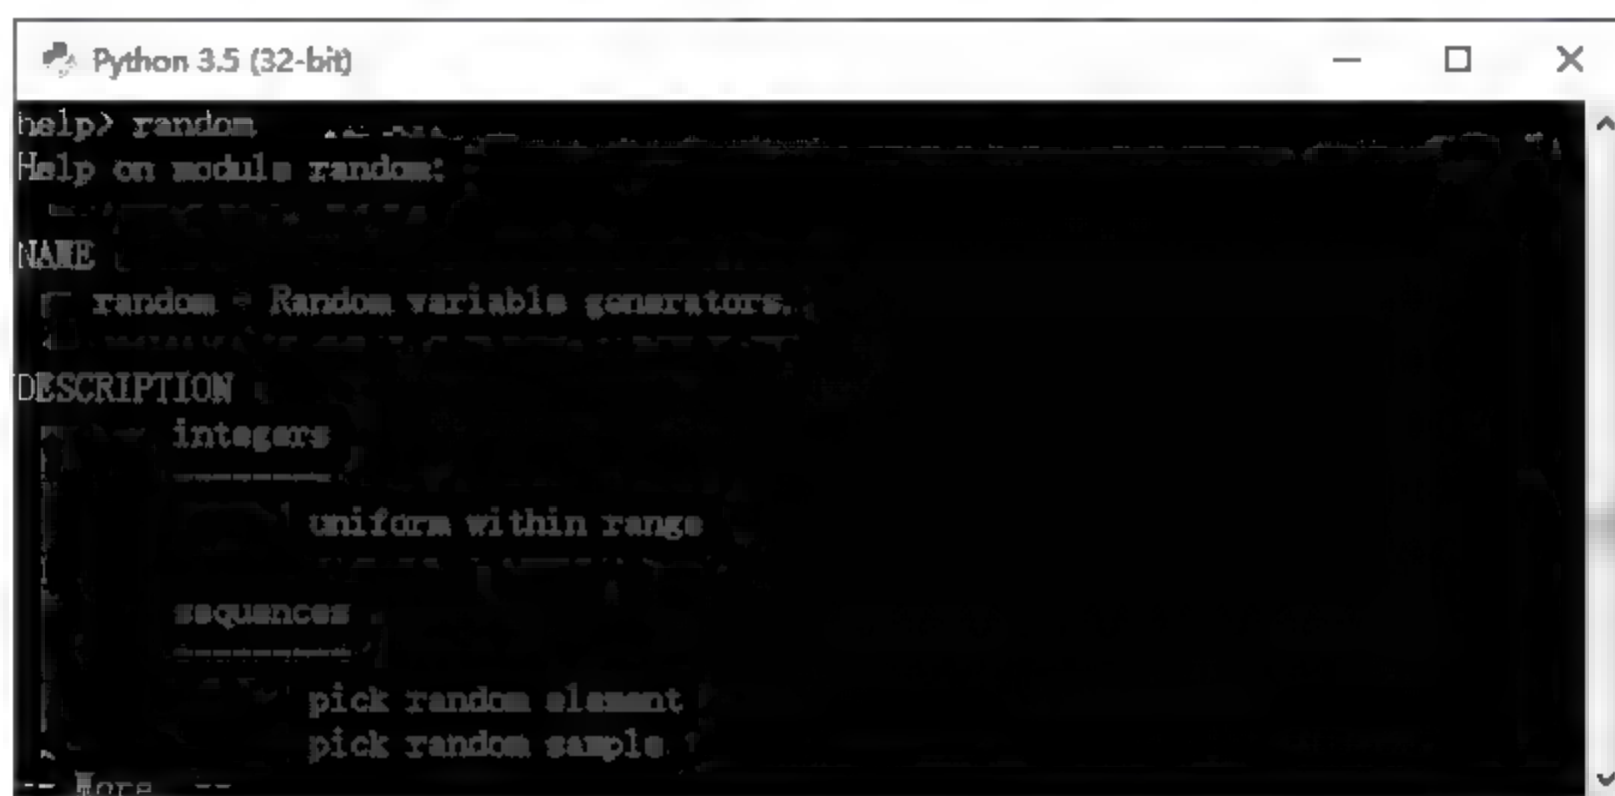 Python 3.5 (32-bit)
help> random
Help on module random:
NAME
random - Random variable generators.
DESCRIPTION
integers
--------
uniform within range
sequences
---------
pick random element
pick random sample
-- More --